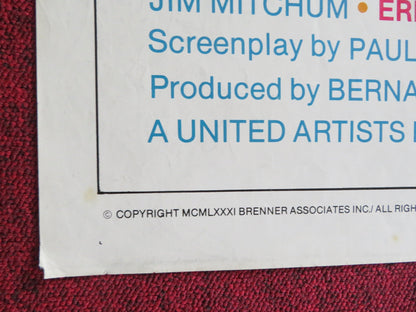 JIM MITCHUM • ER
Screenplay by PAUL
Produced by BERNA
A UNITED ARTISTS
© COPYRIGHT MCMLXXXI BRENNER ASSOCIATES INC./ ALL RIGH